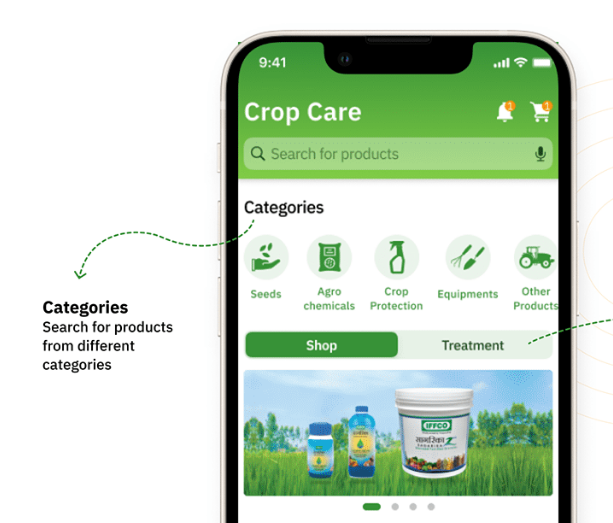 9:41
Crop Care
1
1
Search for products
Categories
Seeds
Agro
chemicals
Crop
Protection
Equipments
Other
Products
Categories
Search for products
from different
categories
Shop
Treatment
IFFCO
सागरिका Z